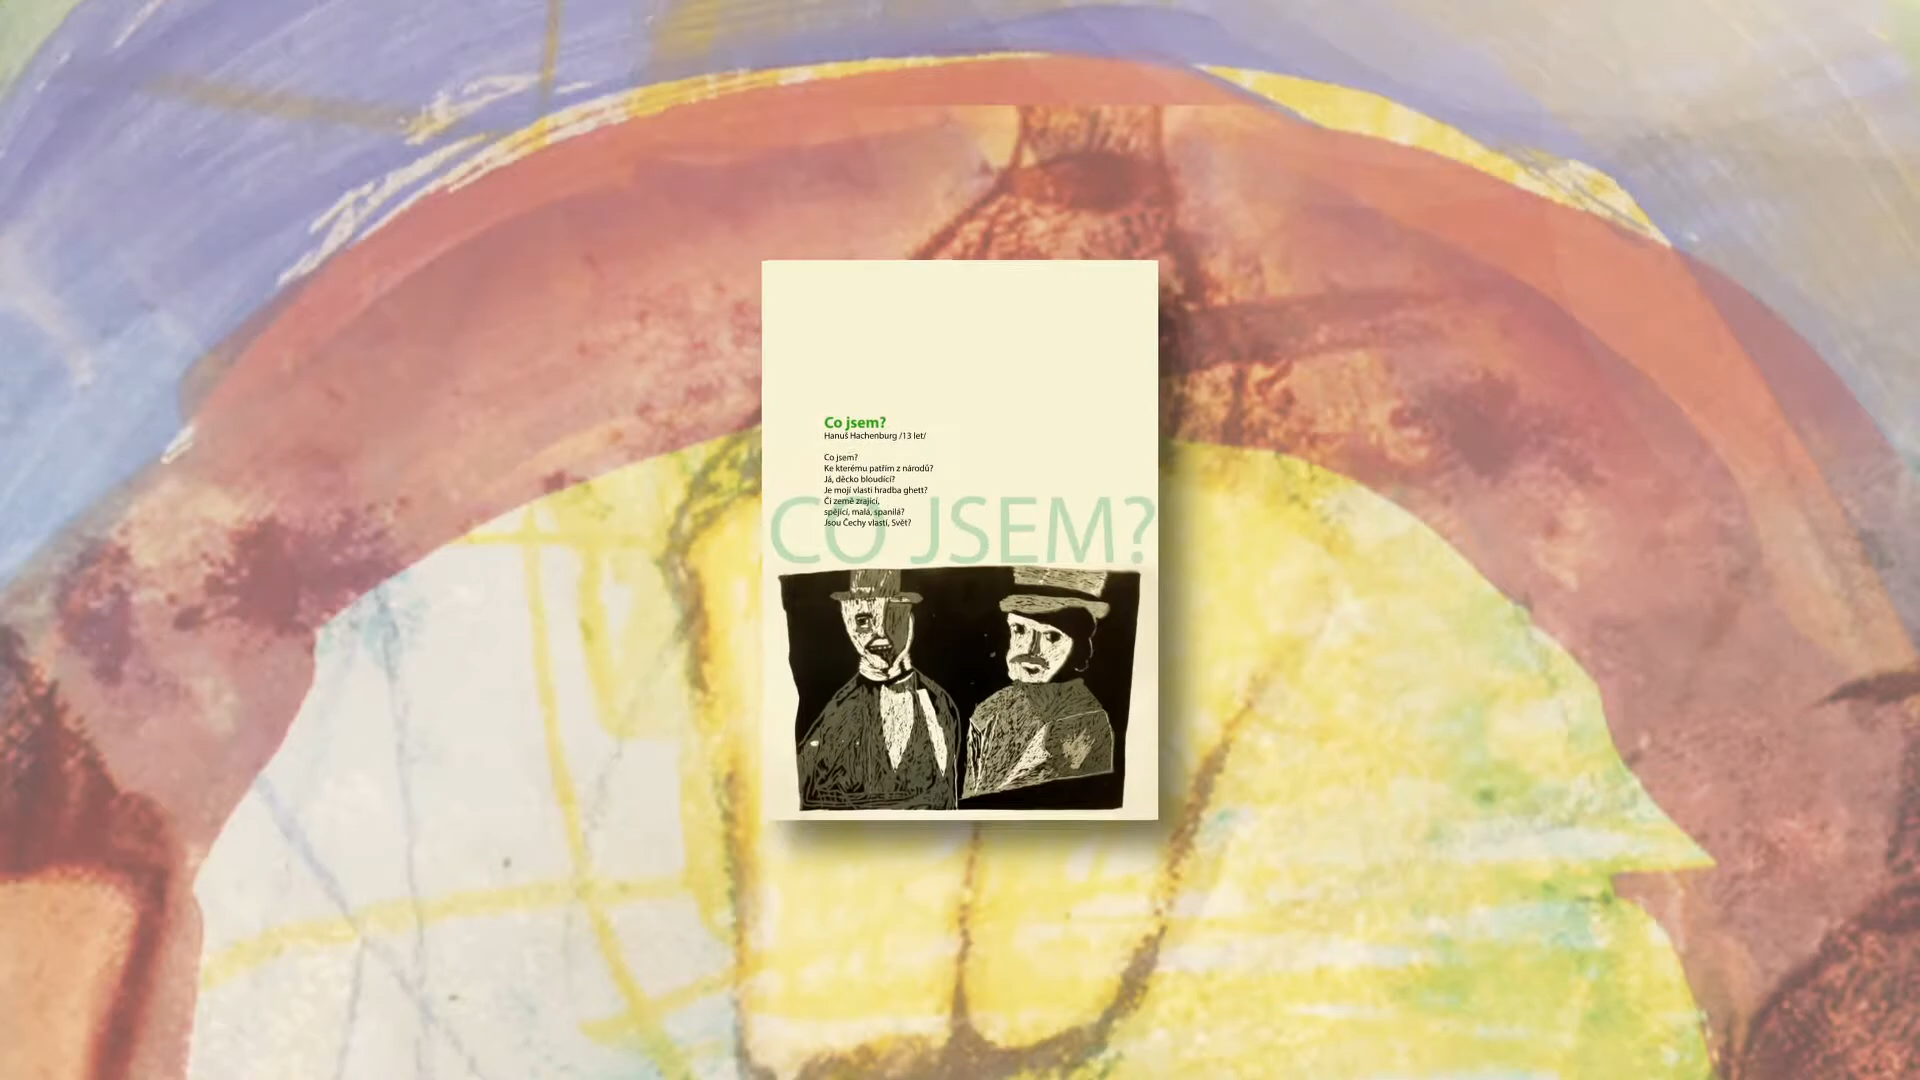 Co jsem?
Hanuš Hachenburg /13 let/
Co jsem?
Ke kterému patřím z národů?
Já, děcko bloudící?
Je mojí vlastí hradba ghett?
Či země zrající,
spějící, malá, spanilá?
Jsou Čechy vlastí, Svět?
CO JSEM?